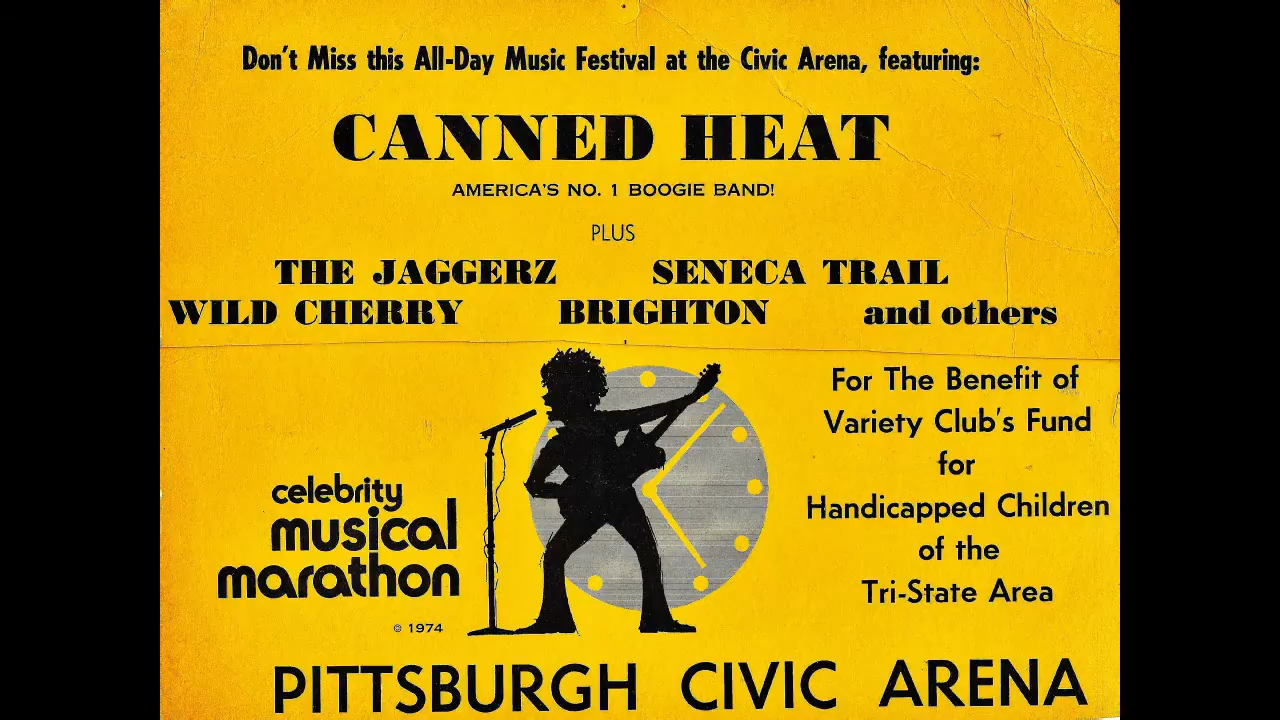 Don't Miss this All-Day Music Festival at the Civic Arena, featuring:
CANNED HEAT
AMERICA'S NO. 1 BOOGIE BAND!
PLUS
THE JAGGERZ SENECA TRAIL
WILD CHERRY BRIGHTON and others
For The Benefit of
Variety Club's Fund
for
Handicapped Children
of the
Tri-State Area
celebrity
musical
marathon
© 1974
PITTSBURGH CIVIC ARENA